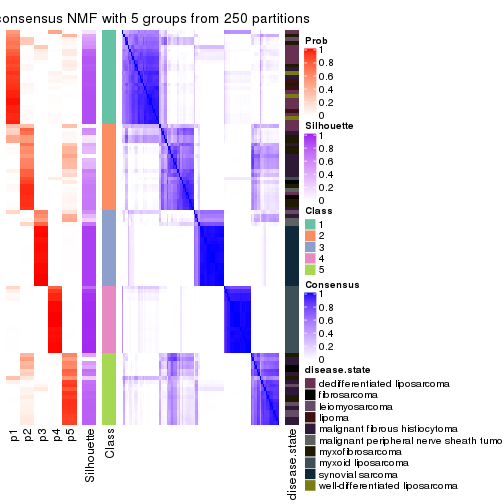 consensus NMF with 5 groups from 250 partitions
Prob
1
0.8
0.6
0.4
0.2
0
Silhouette
1
0.8
0.6
0.4
0.2
0
Class
1
2
3
4
5
Consensus
1
0.8
0.6
0.4
0.2
0
disease.state
dedifferentiated liposarcoma
fibrosarcoma
leiomyosarcoma
lipoma
malignant fibrous histiocytoma
malignant peripheral nerve sheath tumo
myxofibrosarcoma
myxoid liposarcoma
synovial sarcoma
well-differentiated liposarcoma
p1
p2
p3
p4
p5
Silhouette
Class
disease.state